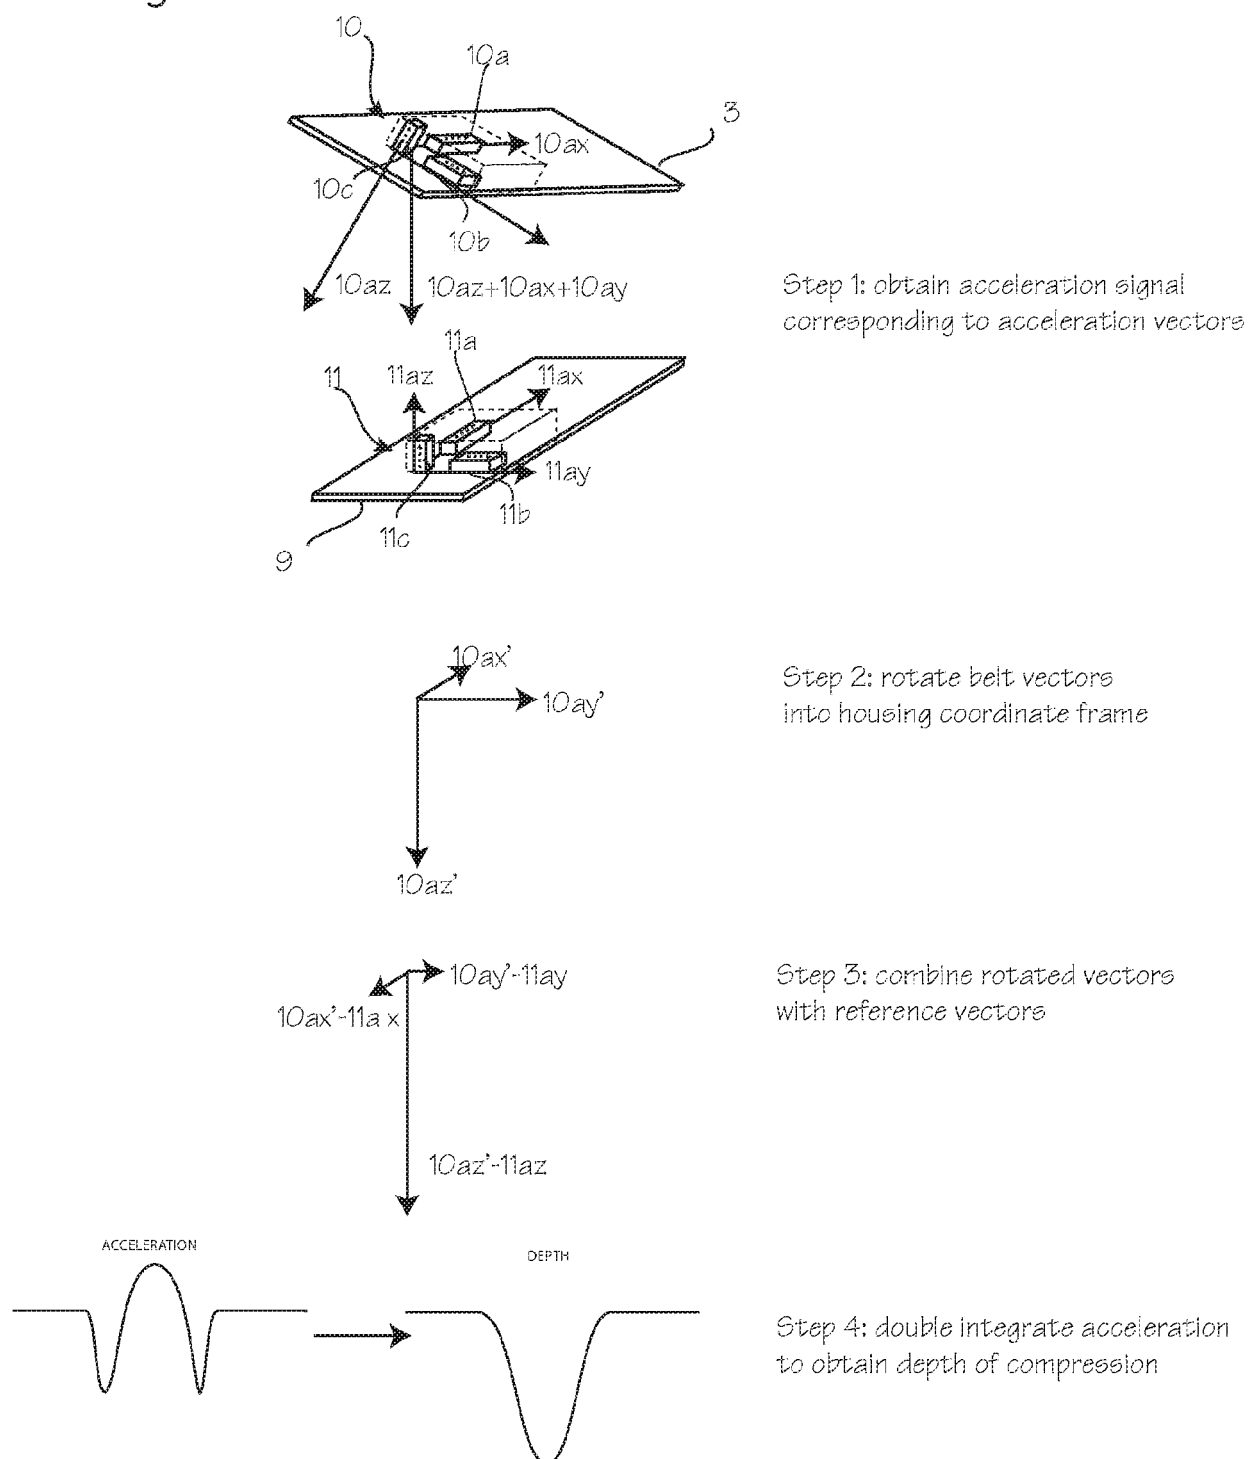 10
10a
3
10ax
10c
10b
10az
10az+10ax+10ay
Step 1: obtain acceleration signal
corresponding to acceleration vectors
11a
11
11az
11ax
11ay
11b
11c
9
10ax'
10ay'
10az'
Step 2: rotate belt vectors
into housing coordinate frame
10ay'-11ay
10ax'-11a x
10az'-11az
Step 3: combine rotated vectors
with reference vectors
ACCELERATION
DEPTH
Step 4: double integrate acceleration
to obtain depth of compression